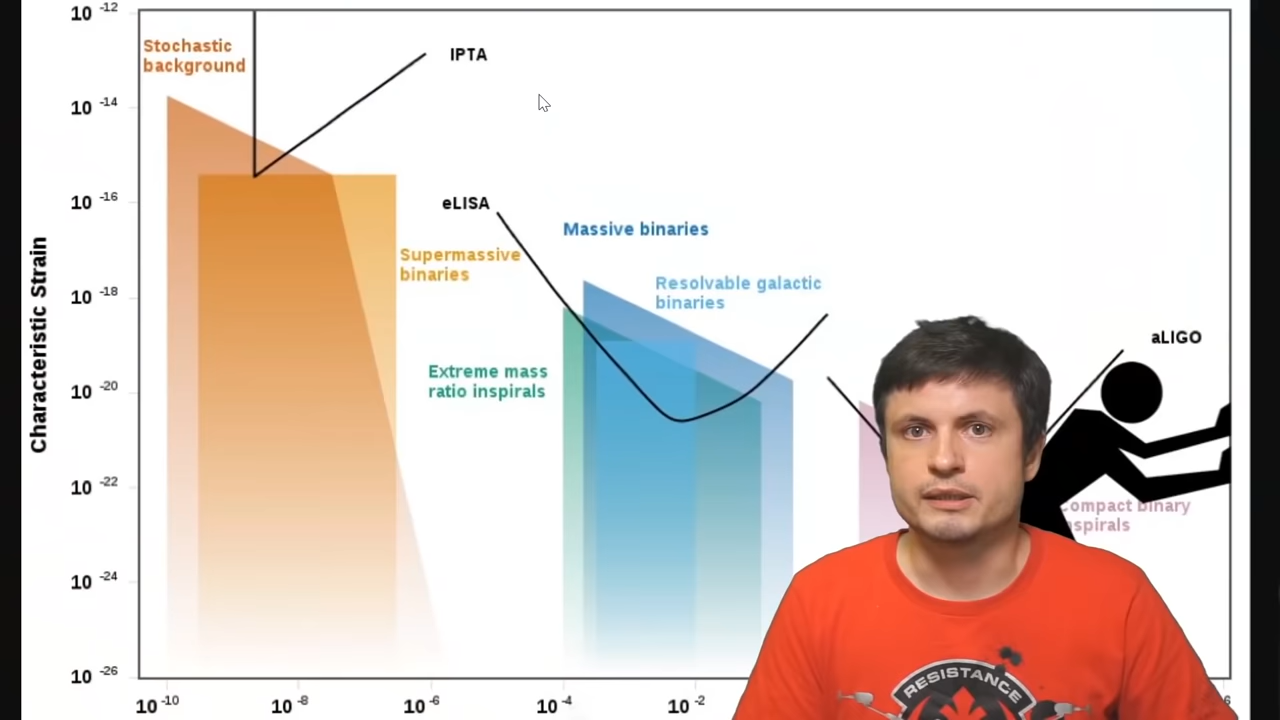 10 -12
Stochastic
background
IPTA
10 -14
10 -16
eLISA
Massive binaries
Supermassive
binaries
Resolvable galactic
binaries
10 -18
aLIGO
Extreme mass
ratio inspirals
10 -20
Characteristic Strain
10 -22
binary
10 -24
10 -26
RESISTANCE
10 -10
10 -8
10 -6
10 -4
10 -2
6